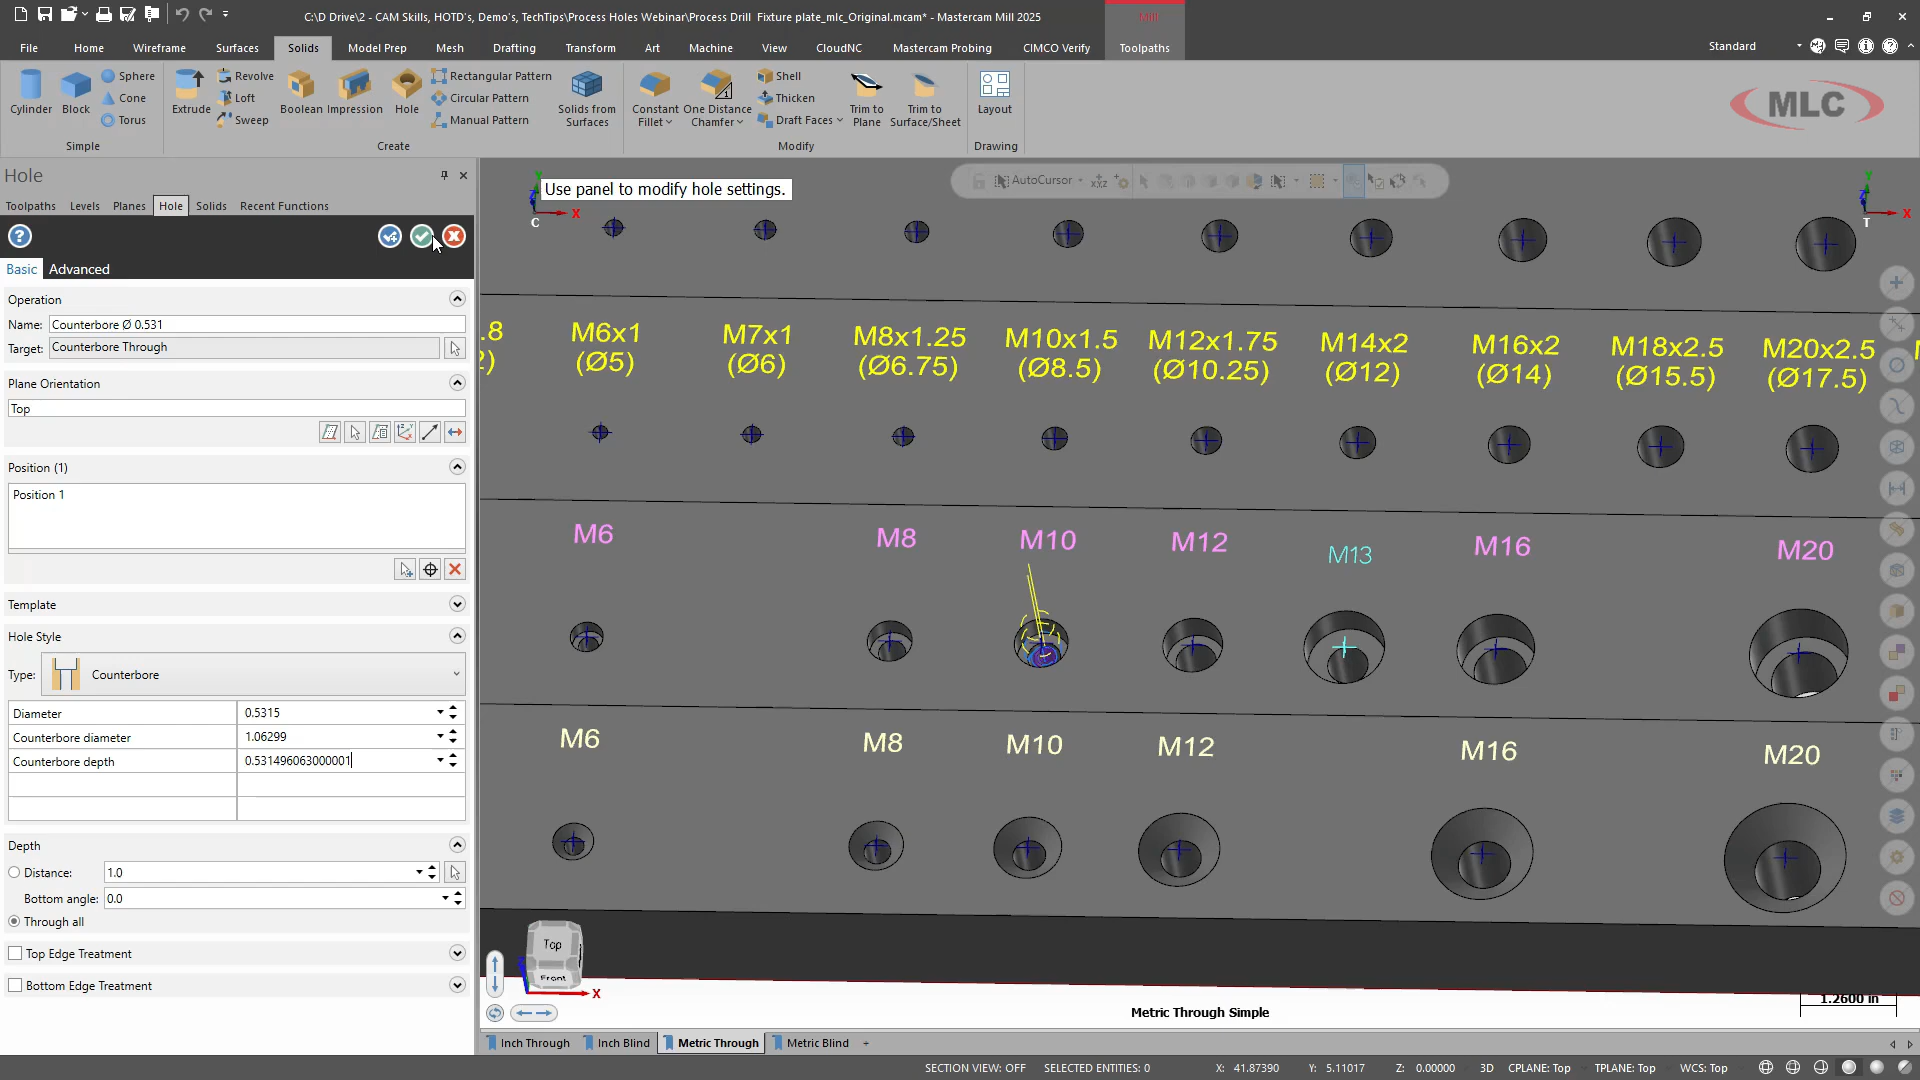 C:\D Drive\2 - CAM Skills, HOTD's, Demo's, TechTips\Process Holes Webinar\Process Drill Fixture plate_mlc_Original.mcam* - Mastercam Mill 2025
Mill
File Home Wireframe Surfaces Solids Model Prep Mesh Drafting Transform Art Machine View CloudNC Mastercam Probing CIMCO Verify Toolpaths
Standard
Cylinder Block Sphere Cone Torus
Simple
Extrude Revolve Loft Sweep Boolean Impression Hole Rectangular Pattern Circular Pattern Manual Pattern Solids from Surfaces
Create
Constant Fillet One Distance Chamfer Shell Thicken Draft Faces Trim to Plane Trim to Surface/Sheet
Modify
Layout
Drawing
MLC
Hole
Toolpaths Levels Planes Hole Solids Recent Functions
Basic Advanced
Operation
Name: Counterbore Ø 0.531
Target: Counterbore Through
Plane Orientation
Top
Position (1)
Position 1
Template
Hole Style
Type: Counterbore
Diameter 0.5315
Counterbore diameter 1.06299
Counterbore depth 0.531496063000001
Depth
Distance: 1.0
Bottom angle: 0.0
Through all
Top Edge Treatment
Bottom Edge Treatment
Use panel to modify hole settings.
AutoCursor
X
C
Y
X
T
.8 M6x1 M7x1 M8x1.25 M10x1.5 M12x1.75 M14x2 M16x2 M18x2.5 M20x2.5
(Ø5) (Ø6) (Ø6.75) (Ø8.5) (Ø10.25) (Ø12) (Ø14) (Ø15.5) (Ø17.5)
M6 M8 M10 M12 M13 M16 M20
M6 M8 M10 M12 M16 M20
Top
Front
X
1.2600 in
Metric Through Simple
Inch Through Inch Blind Metric Through Metric Blind +
SECTION VIEW: OFF SELECTED ENTITIES: 0 X: 41.87390 Y: 5.11017 Z: 0.00000 3D CPLANE: Top TPLANE: Top WCS: Top